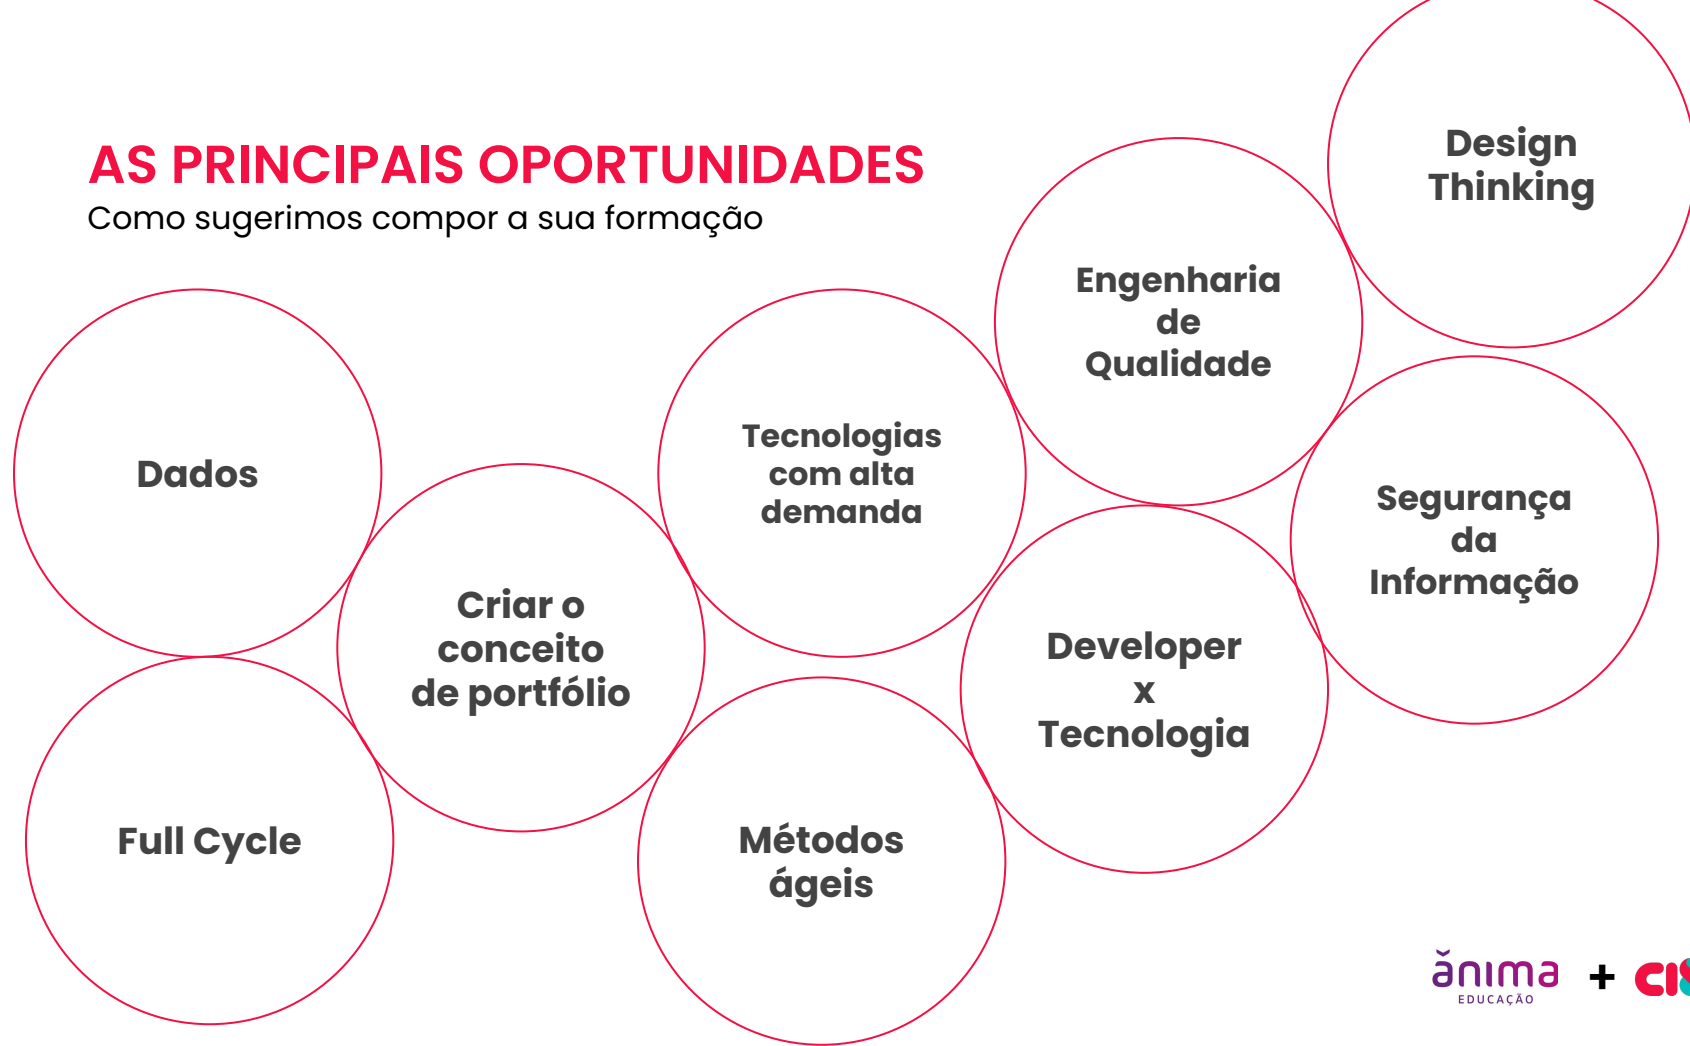 AS PRINCIPAIS OPORTUNIDADES
Como sugerimos compor a sua formação
Dados
Full Cycle
Criar o
conceito
de portfólio
Tecnologias
com alta
demanda
Métodos
ágeis
Engenharia
de
Qualidade
Developer
x
Tecnologia
Design
Thinking
Segurança
da
Informação
ănıma
EDUCAÇÃO
+